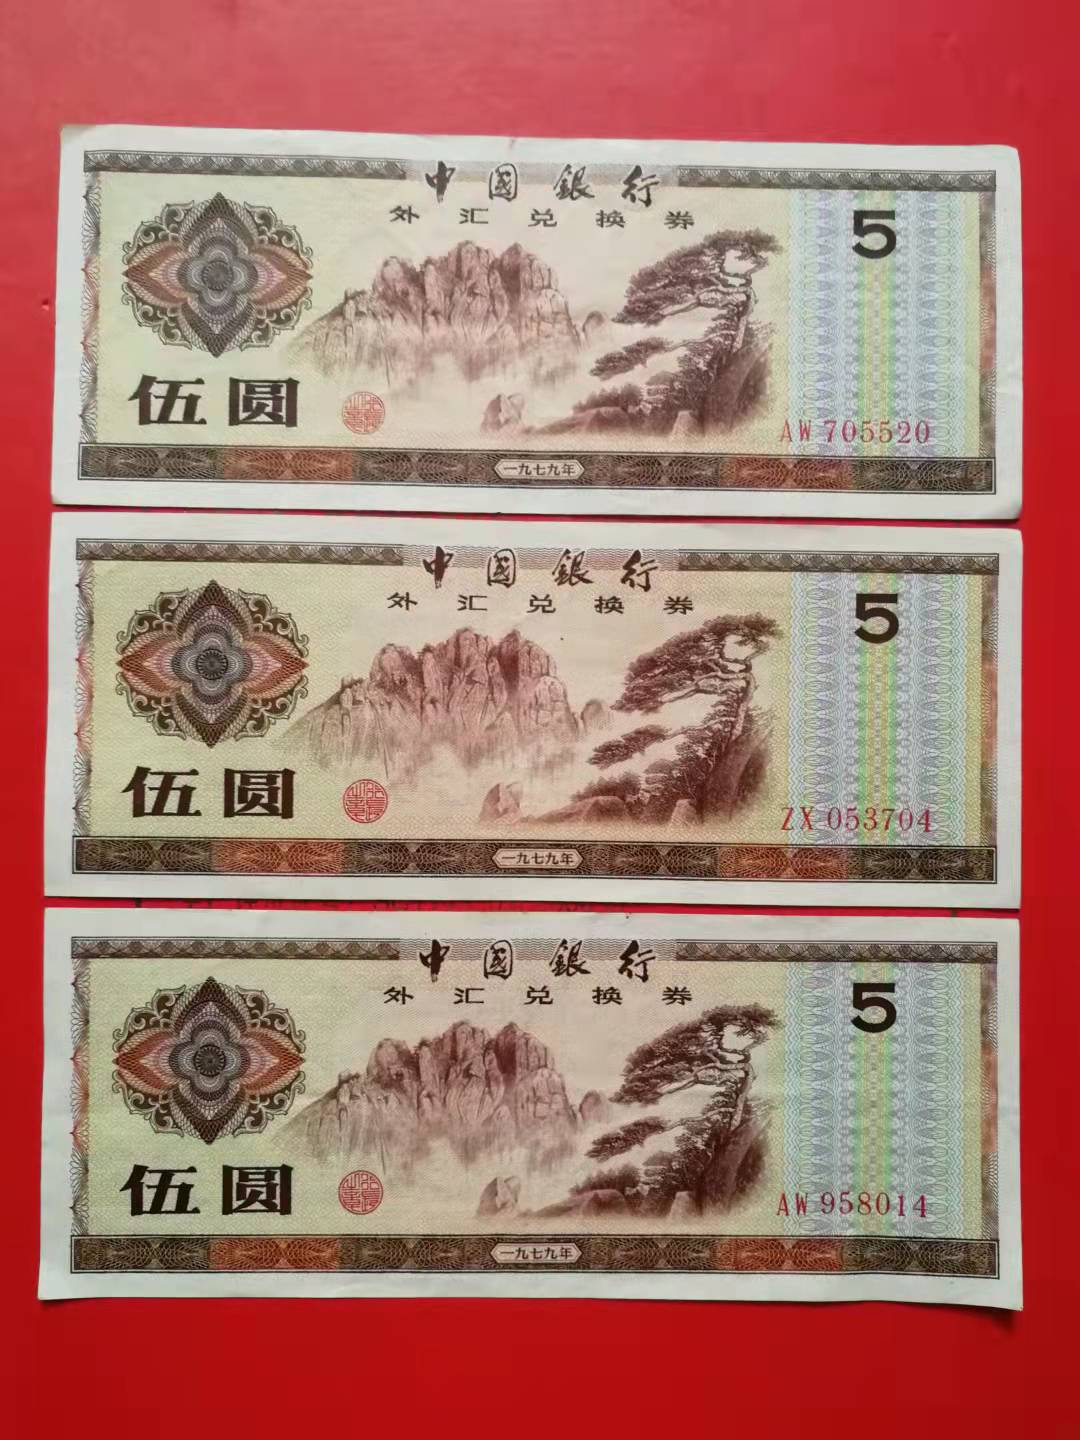 中國銀行
外汇兑换券
5
伍圆
AW 705520
一九七九年
中國銀行
外汇兑换券
5
伍圆
ZX 053704
一九七九年
中國銀行
外汇兑换券
5
伍圆
AW 958014
一九七九年